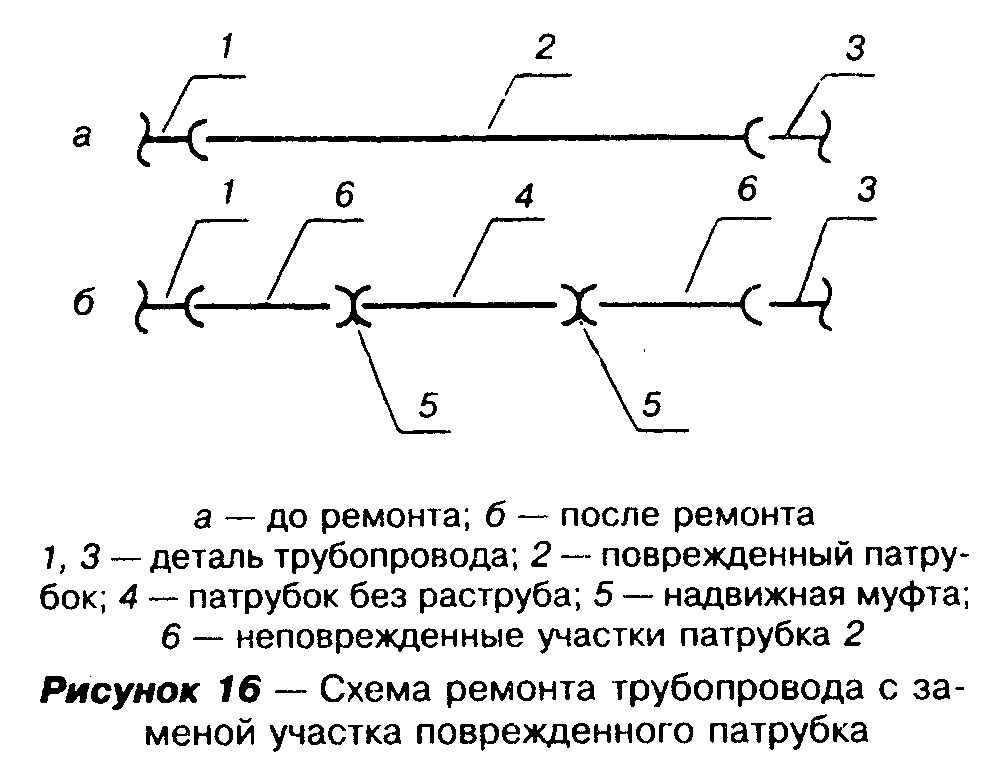 1 2 3
а
1 6 4 6 3
б
5 5
а — до ремонта; б — после ремонта
1, 3 — деталь трубопровода; 2 — поврежденный патру-
бок; 4 — патрубок без раструба; 5 — надвижная муфта;
6 — неповрежденные участки патрубка 2
Рисунок 16 — Схема ремонта трубопровода с за-
меной участка поврежденного патрубка